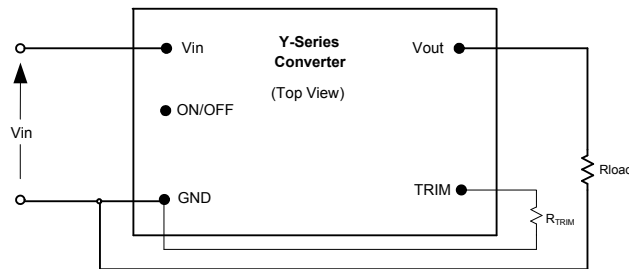 Y-Series
Converter
(Top View)
Vin
Vout
ON/OFF
Vin
Rload
GND
TRIM
RTRIM